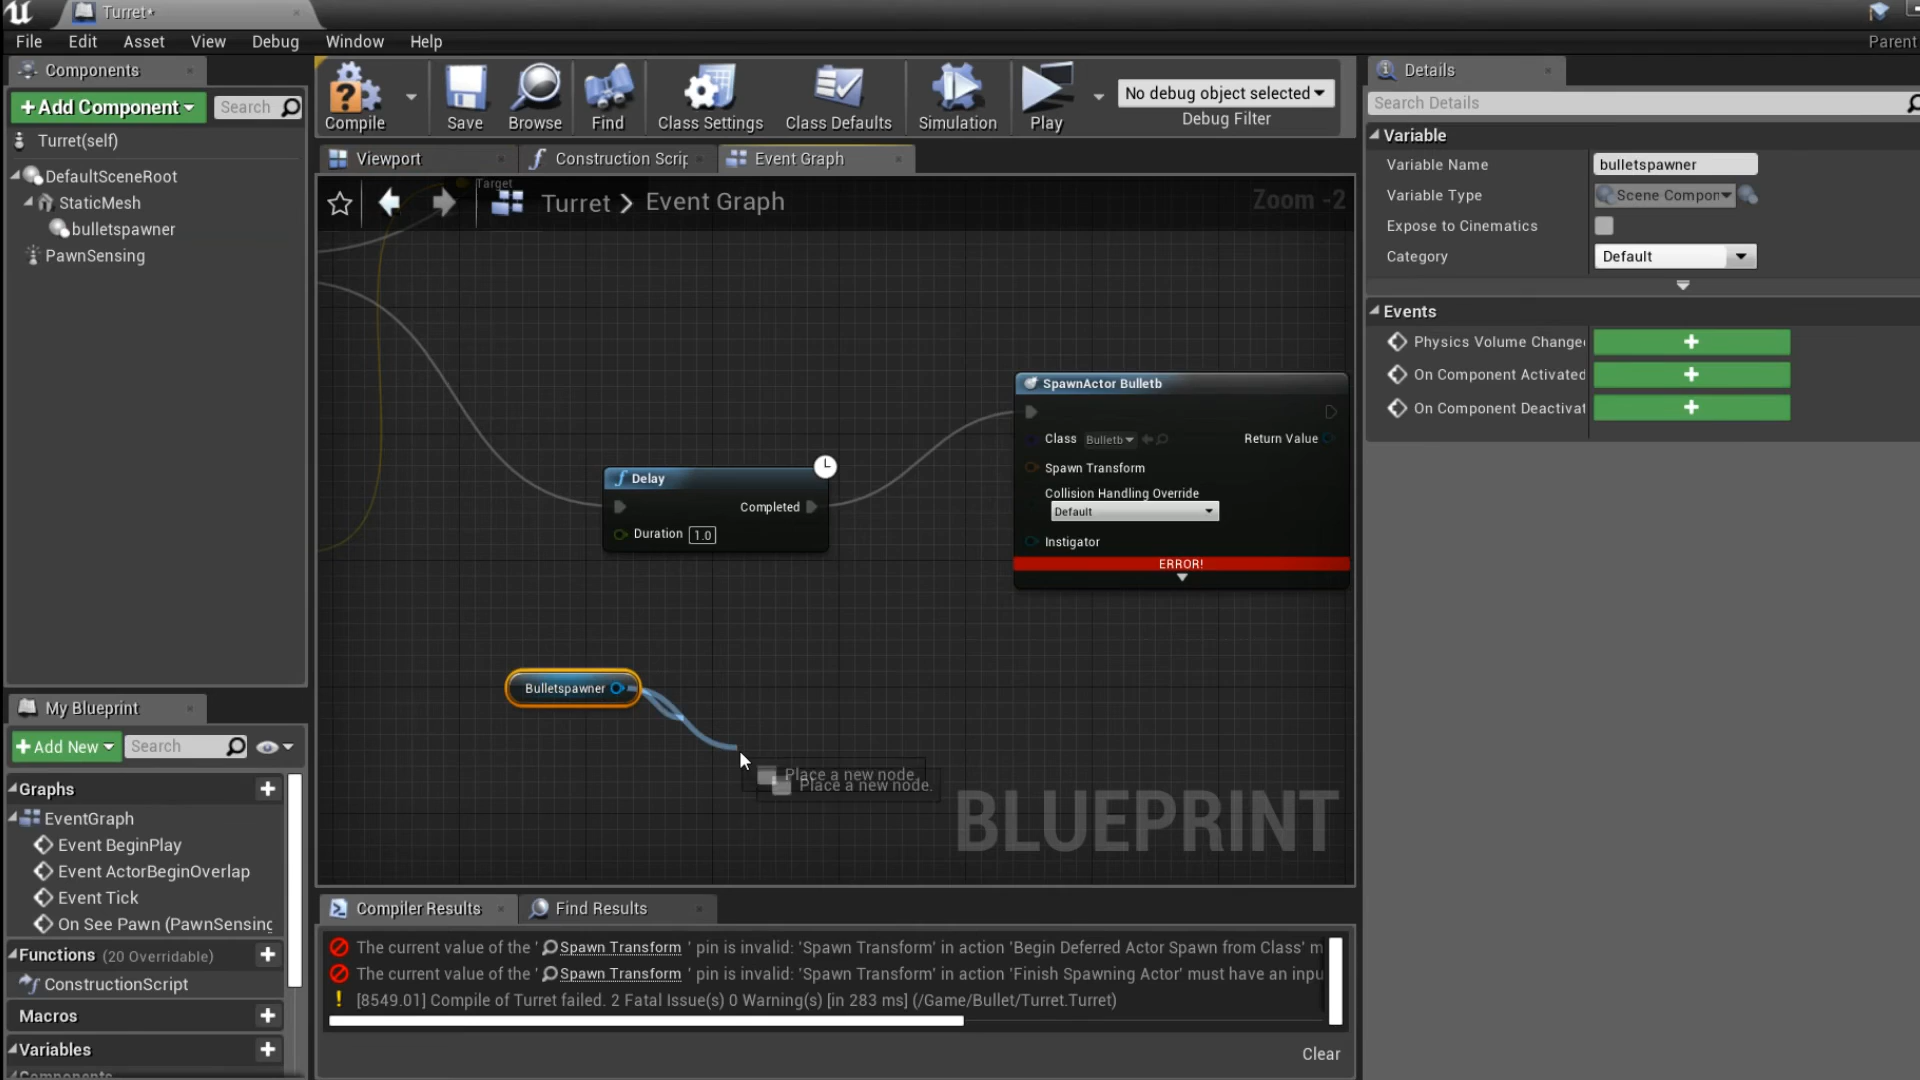 Turret*
File Edit Asset View Debug Window Help
Parent
Components
+Add Component
Search
Turret(self)
DefaultSceneRoot
StaticMesh
bulletspawner
PawnSensing
Compile
Save
Browse
Find
Class Settings
Class Defaults
Simulation
Play
No debug object selected
Debug Filter
Viewport
Construction Scrip
Event Graph
Target
Turret > Event Graph
Zoom -2
Delay
Completed
Duration 1.0
SpawnActor Bulletb
Class Bulletb
Return Value
Spawn Transform
Collision Handling Override
Default
Instigator
ERROR!
Bulletspawner
Place a new node.
Place a new node.
BLUEPRINT
My Blueprint
+Add New
Search
Graphs
EventGraph
Event BeginPlay
Event ActorBeginOverlap
Event Tick
On See Pawn (PawnSensing
Functions (20 Overridable)
ConstructionScript
Macros
Variables
Components
Compiler Results
Find Results
The current value of the ' Spawn Transform ' pin is invalid: 'Spawn Transform' in action 'Begin Deferred Actor Spawn from Class' m
The current value of the ' Spawn Transform ' pin is invalid: 'Spawn Transform' in action 'Finish Spawning Actor' must have an inpu
[8549.01] Compile of Turret failed. 2 Fatal Issue(s) 0 Warning(s) [in 283 ms] (/Game/Bullet/Turret.Turret)
Clear
Details
Search Details
Variable
Variable Name bulletspawner
Variable Type Scene Compon
Expose to Cinematics
Category Default
Events
Physics Volume Change
On Component Activated
On Component Deactivat